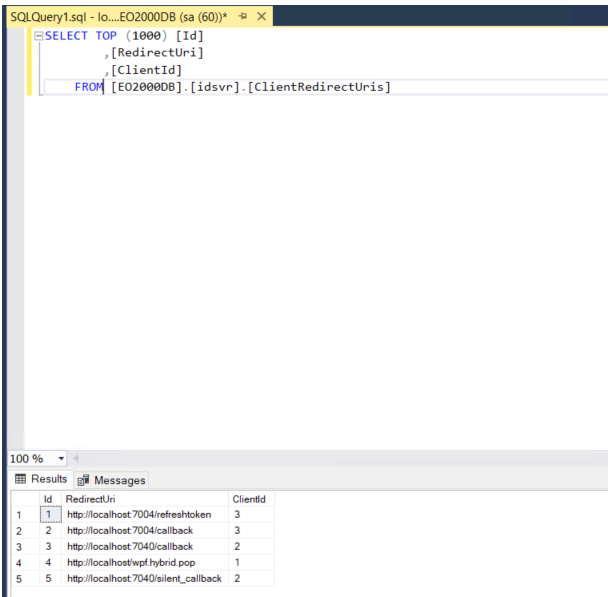 SQLQuery1.sql - lo....EO2000DB (sa (60))*
SELECT TOP (1000) [Id]
,[RedirectUri]
,[ClientId]
FROM [EO2000DB].[idsvr].[ClientRedirectUris]
100 %
Results Messages
Id RedirectUri ClientId
1 1 http://localhost:7004/refreshtoken 3
2 2 http://localhost:7004/callback 3
3 3 http://localhost:7040/callback 2
4 4 http://localhost/wpf.hybrid.pop 1
5 5 http://localhost:7040/silent_callback 2